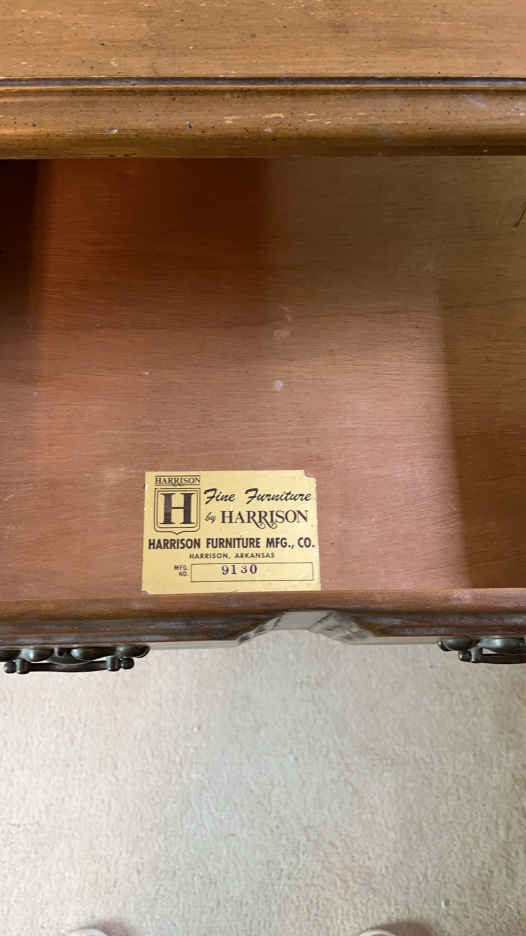 HARRISON
H
Fine Furniture
by HARRISON
HARRISON FURNITURE MFG., CO.
HARRISON, ARKANSAS
MFG. NO. 9130